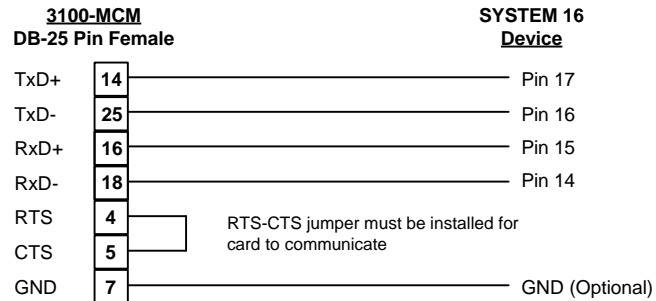 3100-MCM SYSTEM 16
DB-25 Pin Female Device
TxD+ 14 Pin 17
TxD- 25 Pin 16
RxD+ 16 Pin 15
RxD- 18 Pin 14
RTS 4 RTS-CTS jumper must be installed for
card to communicate
CTS 5
GND 7 GND (Optional)